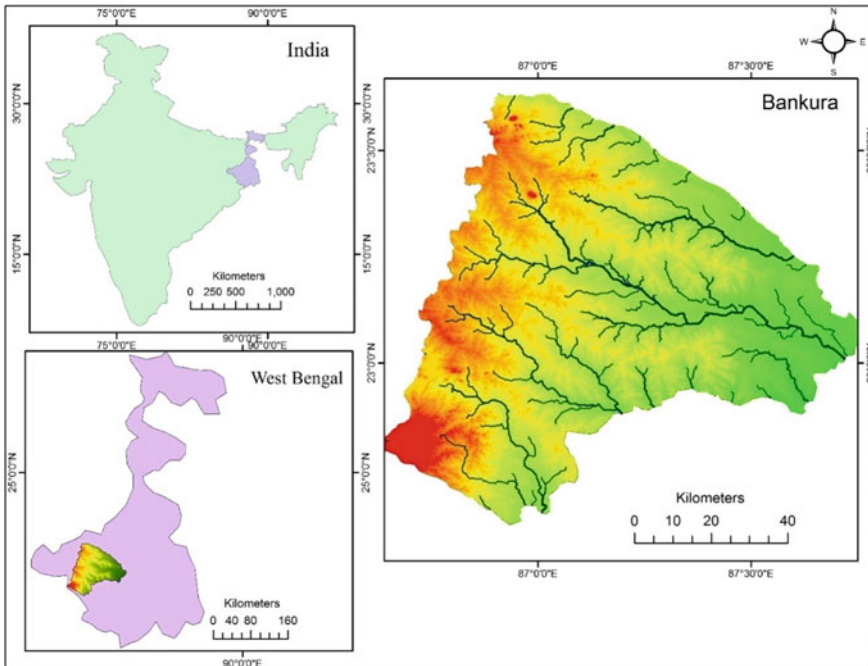 75°0'0"E 90°0'0"E
India
30°0'0"N
15°0'0"N
30°0'0"N
15°0'0"N
Kilometers
0 250 500 1,000
75°0'0"E 90°0'0"E
90°0'0"E
West Bengal
25°0'0"N
25°0'0"N
Kilometers
0 40 80 160
90°0'0"E
N
W E
S
87°0'0"E 87°30'0"E
Bankura
23°30'0"N
23°0'0"N
Kilometers
0 10 20 40
87°0'0"E 87°30'0"E